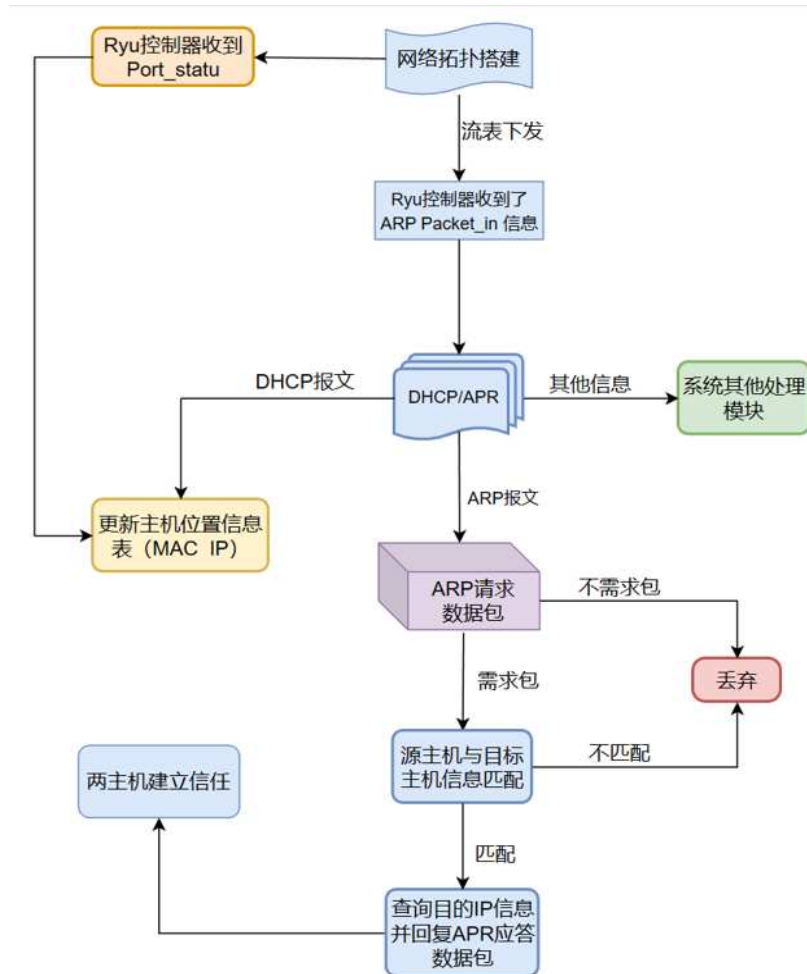 Ryu控制器收到
Port_statu
网络拓扑搭建
流表下发
Ryu控制器收到了
ARP Packet_in 信息
DHCP报文
DHCP/APR
其他信息
系统其他处理
模块
ARP报文
更新主机位置信息
表（MAC IP）
ARP请求
数据包
不需求包
需求包
丢弃
源主机与目标
主机信息匹配
不匹配
两主机建立信任
匹配
查询目的IP信息
并回复APR应答
数据包